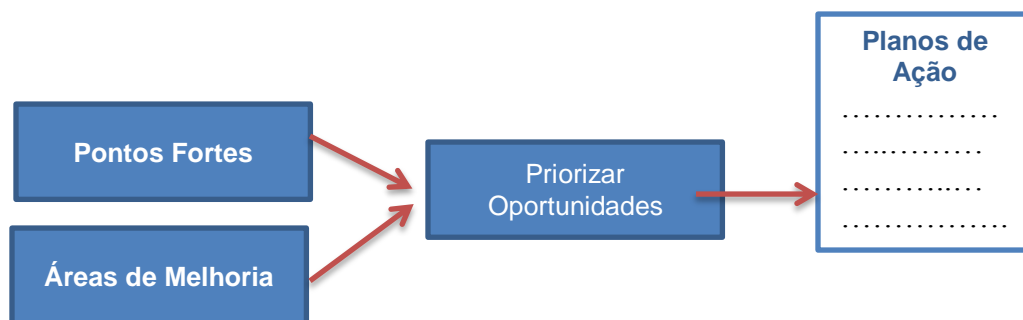 Pontos Fortes
Áreas de Melhoria
Priorizar
Oportunidades
Planos de
Ação
……………
……………
……………
……………